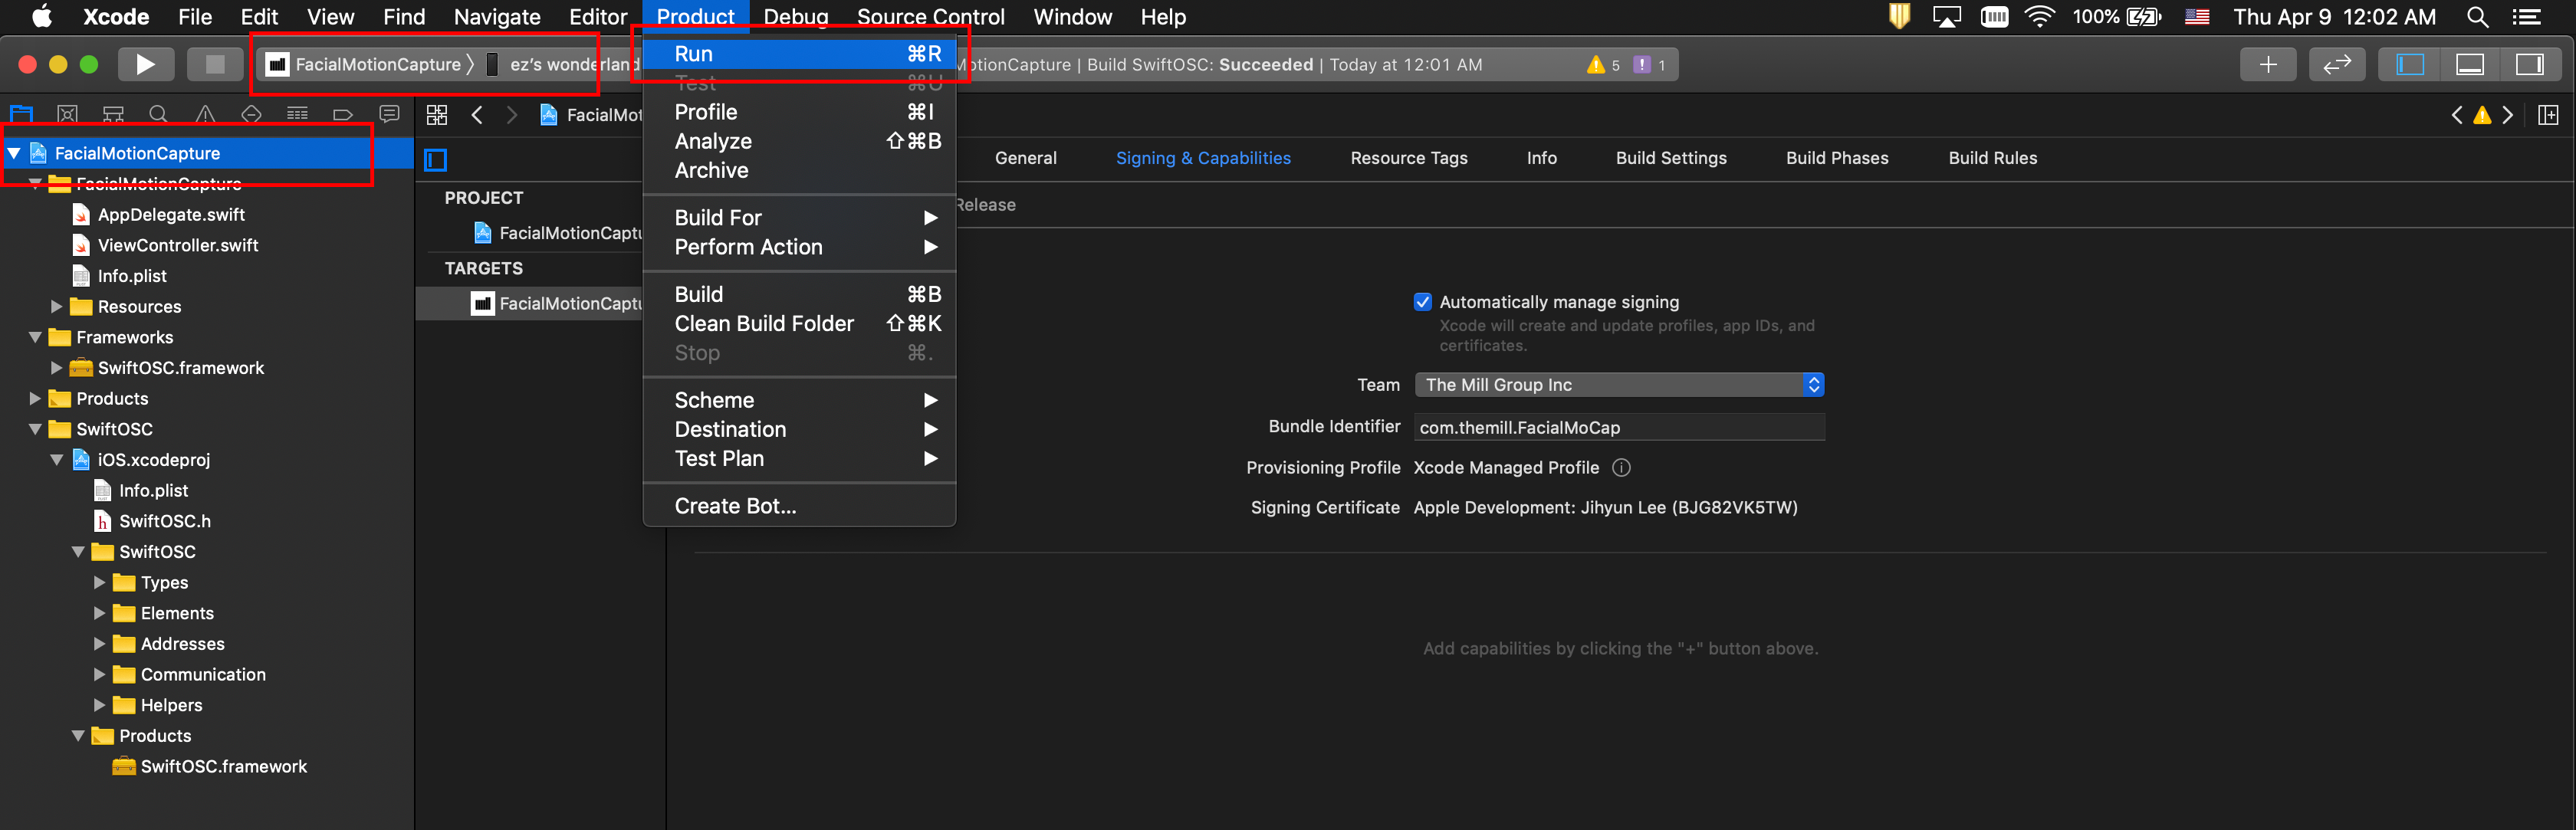 Xcode File Edit View Find Navigate Editor Product Debug Source Control Window Help 100% Thu Apr 9 12:02 AM
FacialMotionCapture 〉 ez's wonderland
MotionCapture | Build SwiftOSC: Succeeded | Today at 12:01 AM 5 1
Run ⌘R
Test ⌘U
Profile ⌘I
Analyze ⇧⌘B
Archive
Build For ▶
Perform Action ▶
Build ⌘B
Clean Build Folder ⇧⌘K
Stop ⌘.
Scheme ▶
Destination ▶
Test Plan ▶
Create Bot...
FacialMotionCapture
FacialMotionCapture
AppDelegate.swift
ViewController.swift
Info.plist
Resources
Frameworks
SwiftOSC.framework
Products
SwiftOSC
iOS.xcodeproj
Info.plist
h SwiftOSC.h
SwiftOSC
Types
Elements
Addresses
Communication
Helpers
Products
SwiftOSC.framework
FacialMot
PROJECT
FacialMotionCaptu
TARGETS
FacialMotionCaptu
General Signing & Capabilities Resource Tags Info Build Settings Build Phases Build Rules
Release
Automatically manage signing
Xcode will create and update profiles, app IDs, and
certificates.
Team The Mill Group Inc
Bundle Identifier com.themill.FacialMoCap
Provisioning Profile Xcode Managed Profile
Signing Certificate Apple Development: Jihyun Lee (BJG82VK5TW)
Add capabilities by clicking the "+" button above.